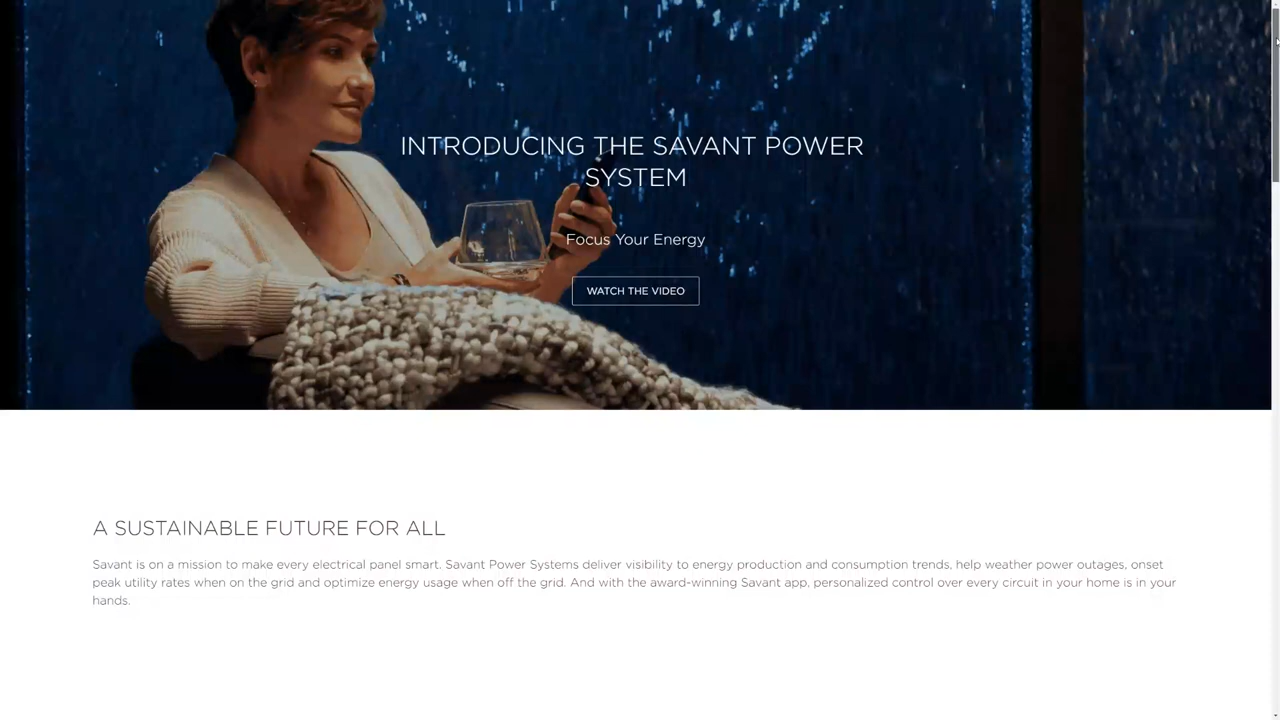 INTRODUCING THE SAVANT POWER
SYSTEM
Focus Your Energy
WATCH THE VIDEO
A SUSTAINABLE FUTURE FOR ALL
Savant is on a mission to make every electrical panel smart. Savant Power Systems deliver visibility to energy production and consumption trends, help weather power outages, onset
peak utility rates when on the grid and optimize energy usage when off the grid. And with the award-winning Savant app, personalized control over every circuit in your home is in your
hands.